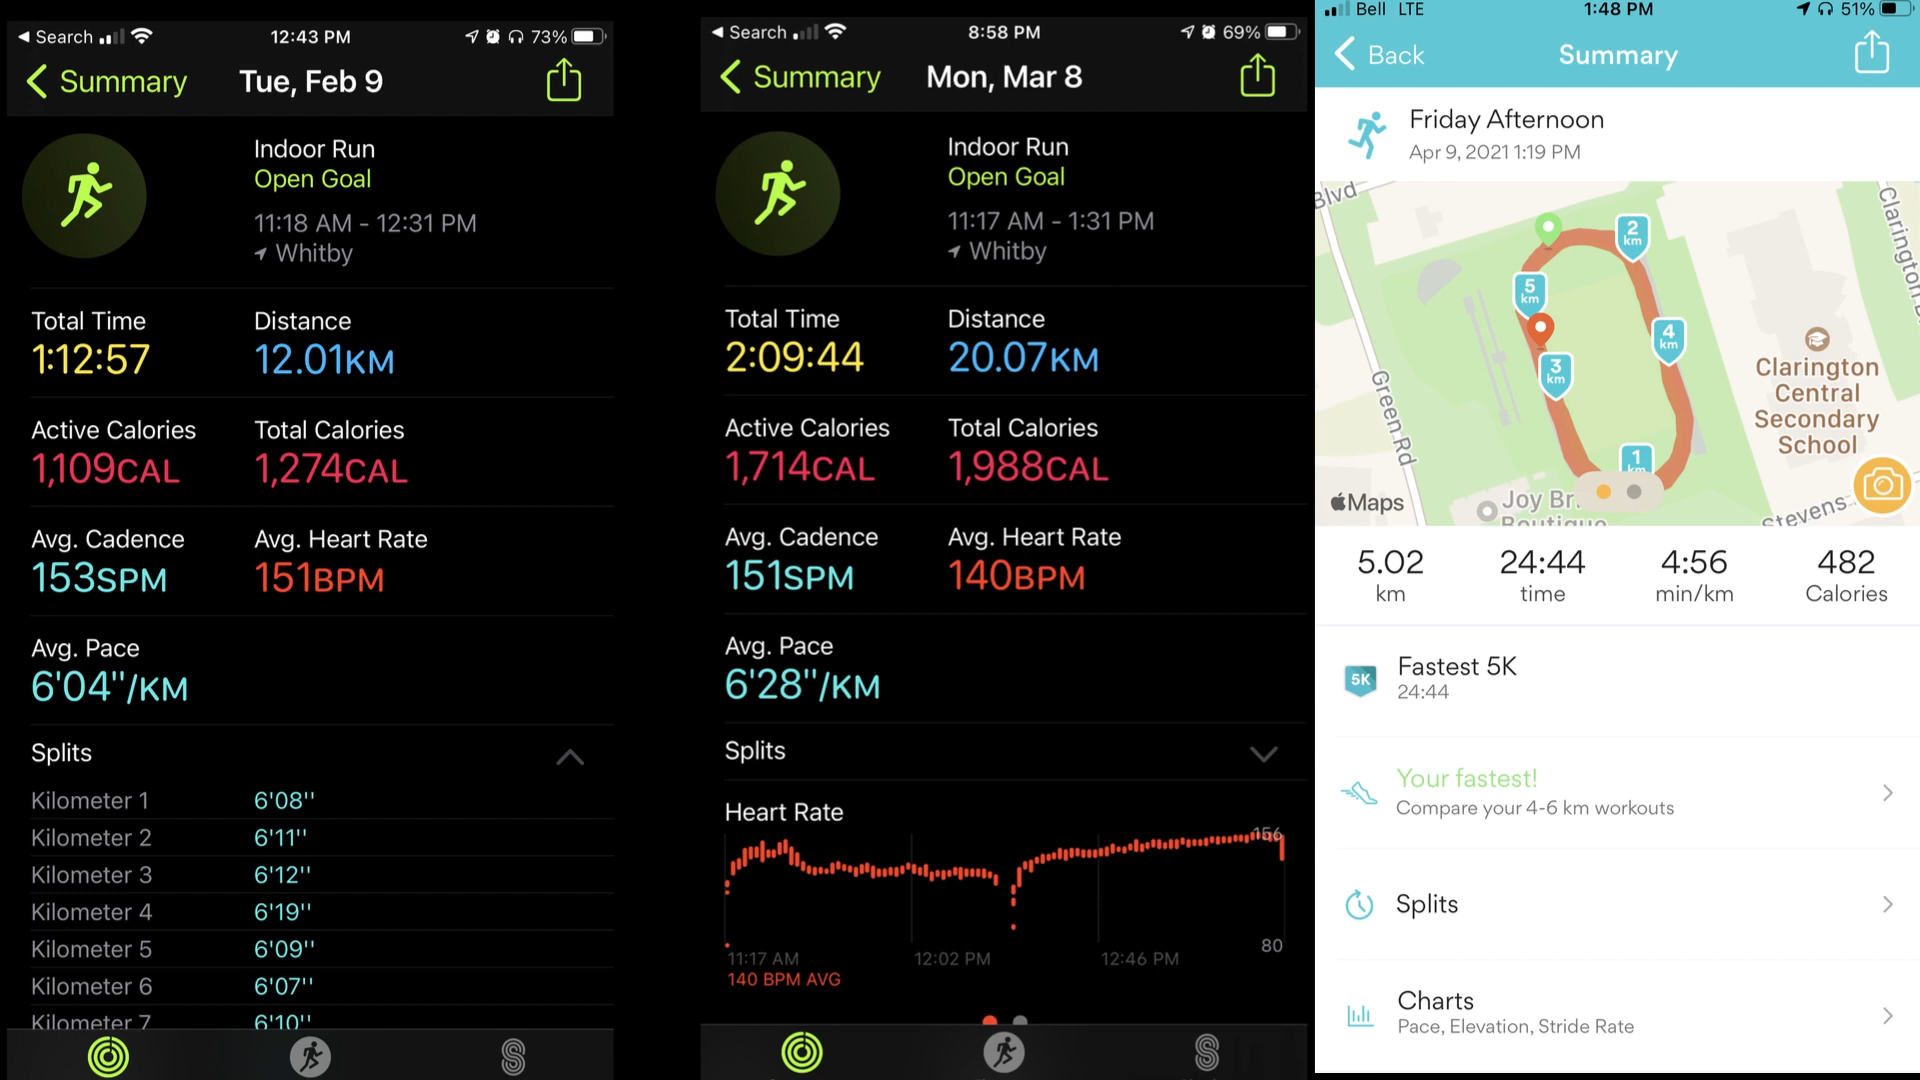 Search
12:43 PM
73%
Summary
Tue, Feb 9
Indoor Run
Open Goal
11:18 AM - 12:31 PM
Whitby
Total Time
Distance
1:12:57
12.01KM
Active Calories
Total Calories
1,109CAL
1,274CAL
Avg. Cadence
Avg. Heart Rate
153SPM
151BPM
Avg. Pace
6'04''/KM
Splits
Kilometer 1 6'08''
Kilometer 2 6'11''
Kilometer 3 6'12''
Kilometer 4 6'19''
Kilometer 5 6'09''
Kilometer 6 6'07''
Kilometer 7 6'10''
Search
8:58 PM
69%
Summary
Mon, Mar 8
Indoor Run
Open Goal
11:17 AM - 1:31 PM
Whitby
Total Time
Distance
2:09:44
20.07KM
Active Calories
Total Calories
1,714CAL
1,988CAL
Avg. Cadence
Avg. Heart Rate
151SPM
140BPM
Avg. Pace
6'28''/KM
Splits
Heart Rate
156
80
11:17 AM
12:02 PM
12:46 PM
140 BPM AVG
Bell LTE
1:48 PM
51%
Back
Summary
Friday Afternoon
Apr 9, 2021 1:19 PM
Blvd
Green Rd
Clarington
2 km
5 km
4 km
3 km
1 km
Clarington
Central
Secondary
School
Joy Br
Boutique
Stevens
Maps
5.02
km
24:44
time
4:56
min/km
482
Calories
5K
Fastest 5K
24:44
Your fastest!
Compare your 4-6 km workouts
Splits
Charts
Pace, Elevation, Stride Rate